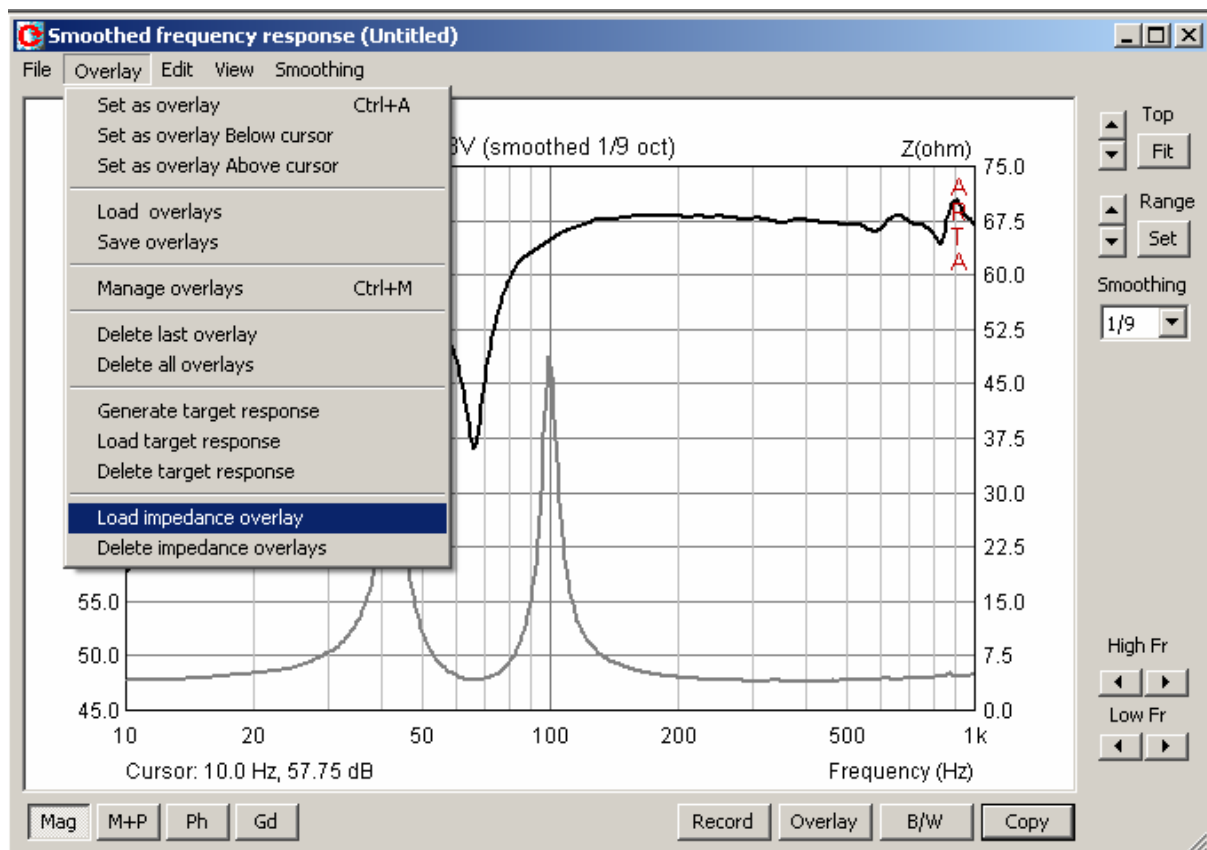 Smoothed frequency response (Untitled)
File Overlay Edit View Smoothing
Set as overlay Ctrl+A
Set as overlay Below cursor
Set as overlay Above cursor
Load overlays
Save overlays
Manage overlays Ctrl+M
Delete last overlay
Delete all overlays
Generate target response
Load target response
Delete target response
Load impedance overlay
Delete impedance overlays
(smoothed 1/9 oct)
Z(ohm)
75.0
67.5
60.0
52.5
45.0
37.5
30.0
22.5
15.0
7.5
0.0
A
R
T
A
55.0
50.0
45.0
10 20 50 100 200 500 1k
Cursor: 10.0 Hz, 57.75 dB
Frequency (Hz)
Top
Fit
Range
Set
Smoothing
1/9
High Fr
Low Fr
Mag M+P Ph Gd Record Overlay B/W Copy